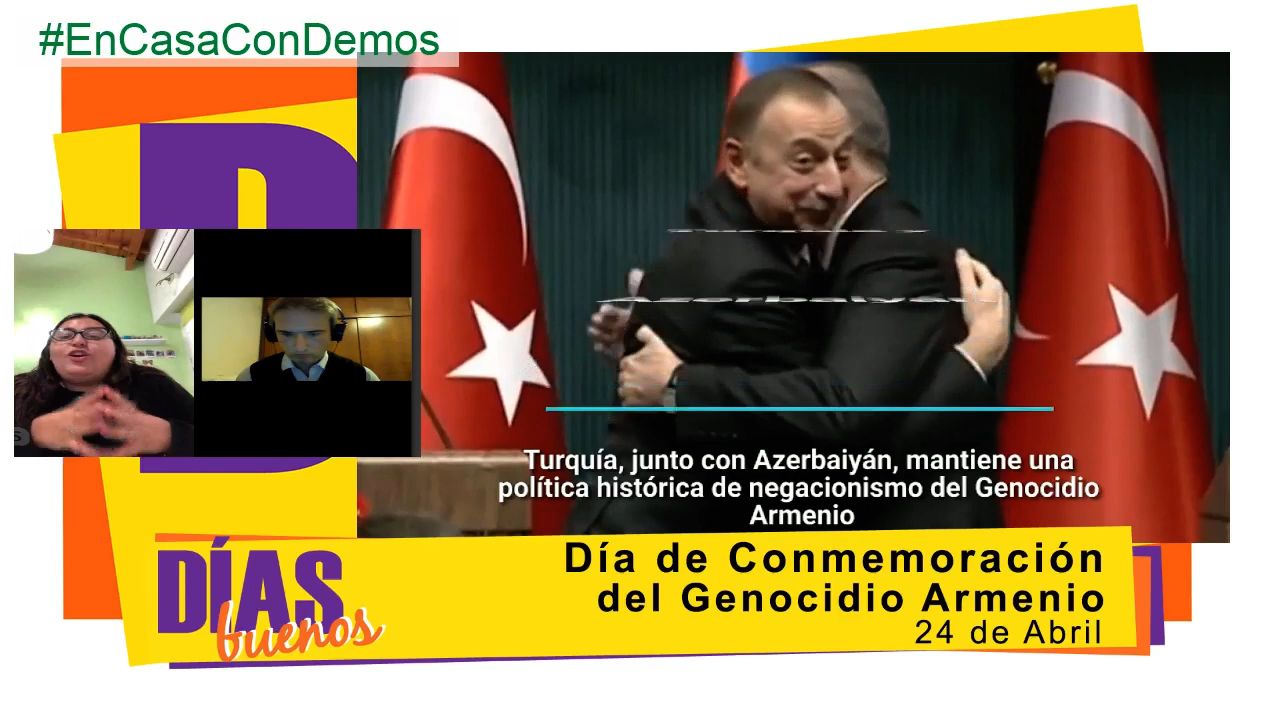 #EnCasaConDemos
D
Azerbaiyán
Turquía, junto con Azerbaiyán, mantiene una
política histórica de negacionismo del Genocidio
Armenio
Día de Conmemoración
del Genocidio Armenio
24 de Abril
DÍAS
buenos